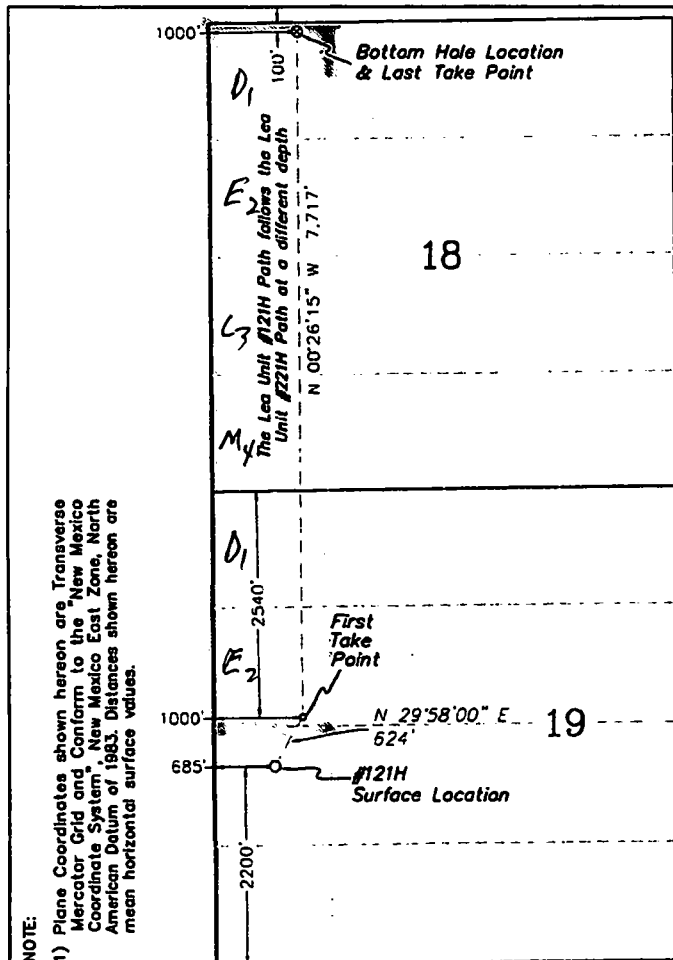 1000'
100'
Bottom Hole Location
& Last Take Point
D1
E2
The Lea Unit #121H Path follows the Lea
Unit #221H Path at a different depth
N 00°26'15" W 7,717'
18
L3
M4
D1
2540'
E2
First
Take
Point
1000'
N 29°58'00" E
624'
19
685'
#121H
Surface Location
2200'
NOTE:
1) Plane Coordinates shown hereon are Transverse
Mercator Grid and Conform to the "New Mexico
Coordinate System", New Mexico East Zone, North
American Datum of 1983. Distances shown hereon are
mean horizontal surface values.